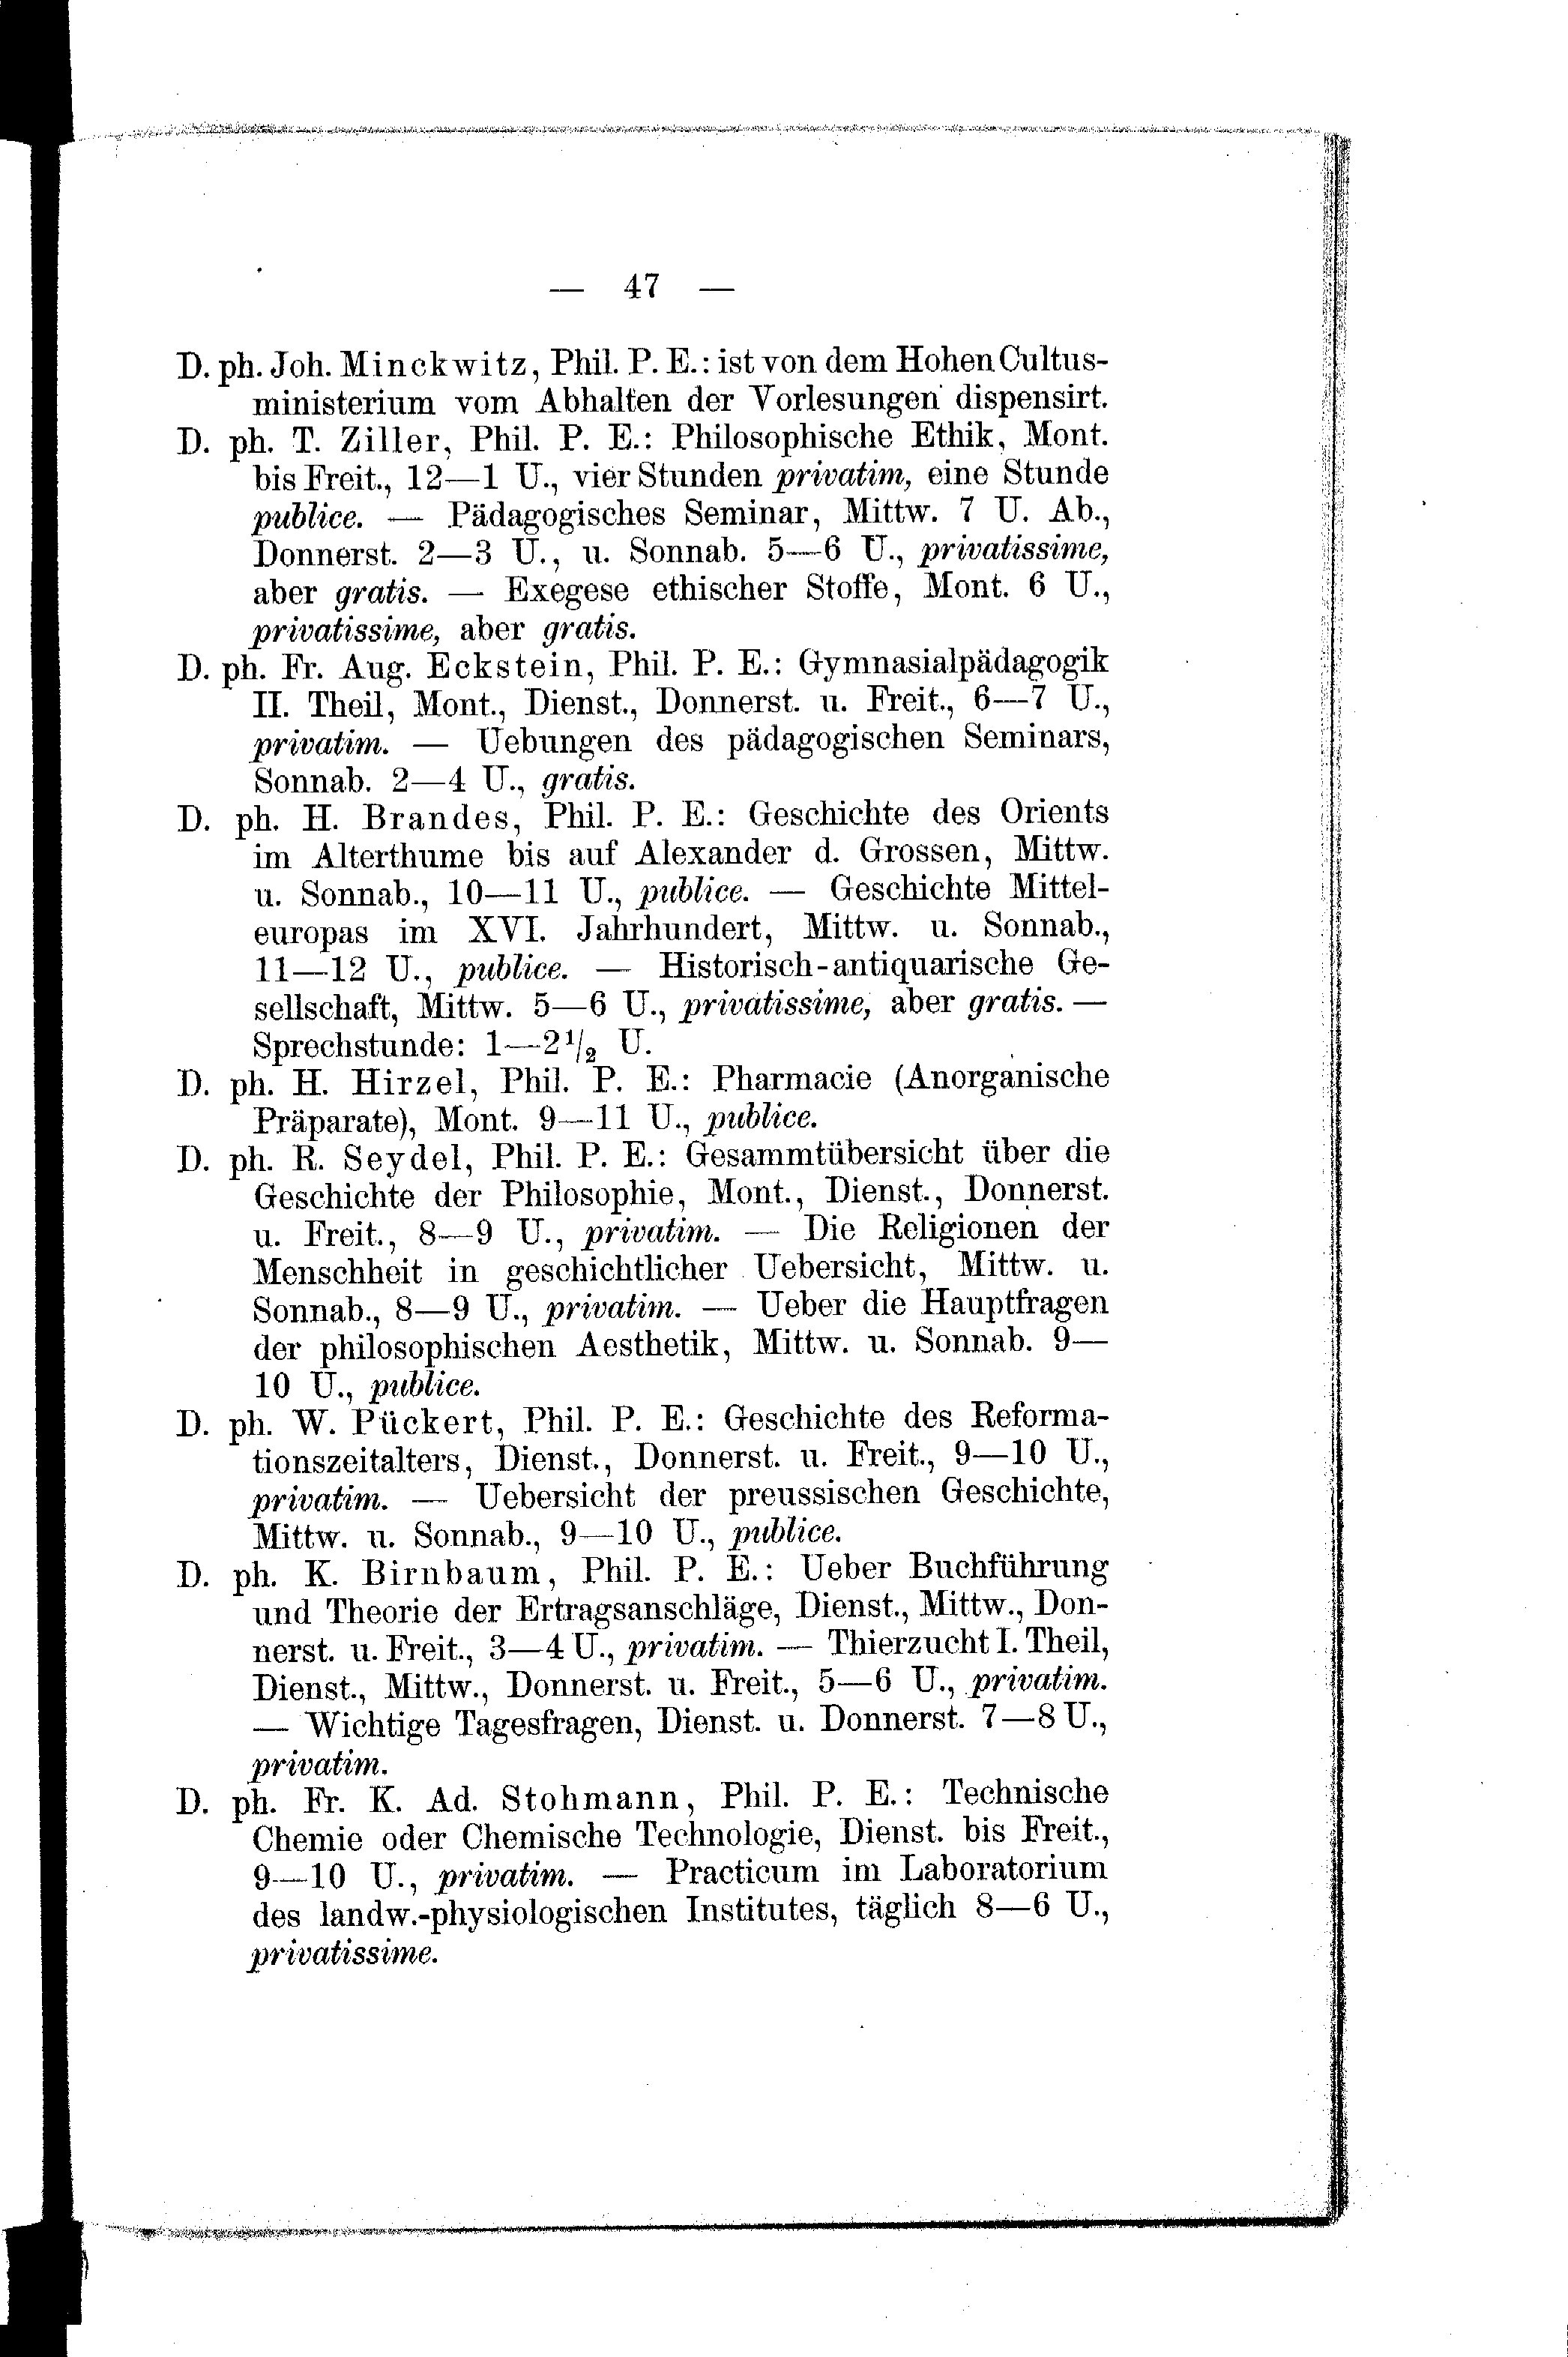 — 47 —
D. ph. Joh. Minckwitz, Phil. P. E.: ist von dem Hohen Cultus-
ministerium vom Abhalten der Vorlesungen dispensirt.
D. ph. T. Ziller, Phil. P. E.: Philosophische Ethik, Mont.
bis Freit., 12—1 U., vier Stunden privatim, eine Stunde
publice. — Pädagogisches Seminar, Mittw. 7 U. Ab.,
Donnerst. 2—3 U., u. Sonnab. 5—6 U., privatissime,
aber gratis. — Exegese ethischer Stoffe, Mont. 6 U.,
privatissime, aber gratis.
D. ph. Fr. Aug. Eckstein, Phil. P. E.: Gymnasialpädagogik
II. Theil, Mont., Dienst., Donnerst. u. Freit., 6—7 U.,
privatim. — Uebungen des pädagogischen Seminars,
Sonnab. 2—4 U., gratis.
D. ph. H. Brandes, Phil. P. E.: Geschichte des Orients
im Alterthume bis auf Alexander d. Grossen, Mittw.
u. Sonnab., 10—11 U., publice. — Geschichte Mittel-
europas im XVI. Jahrhundert, Mittw. u. Sonnab.,
11—12 U., publice. — Historisch-antiquarische Ge-
sellschaft, Mittw. 5—6 U., privatissime, aber gratis. —
Sprechstunde: 1—2½ U.
D. ph. H. Hirzel, Phil. P. E.: Pharmacie (Anorganische
Präparate), Mont. 9—11 U., publice.
D. ph. R. Seydel, Phil. P. E.: Gesammtübersicht über die
Geschichte der Philosophie, Mont., Dienst., Donnerst.
u. Freit., 8—9 U., privatim. — Die Religionen der
Menschheit in geschichtlicher Uebersicht, Mittw. u.
Sonnab., 8—9 U., privatim. — Ueber die Hauptfragen
der philosophischen Aesthetik, Mittw. u. Sonnab. 9—
10 U., publice.
D. ph. W. Pückert, Phil. P. E.: Geschichte des Reforma-
tionszeitalters, Dienst., Donnerst. u. Freit., 9—10 U.,
privatim. — Uebersicht der preussischen Geschichte,
Mittw. u. Sonnab., 9—10 U., publice.
D. ph. K. Birnbaum, Phil. P. E.: Ueber Buchführung
und Theorie der Ertragsanschläge, Dienst., Mittw., Don-
nerst. u. Freit., 3—4 U., privatim. — Thierzucht I. Theil,
Dienst., Mittw., Donnerst. u. Freit., 5—6 U., privatim.
— Wichtige Tagesfragen, Dienst. u. Donnerst. 7—8 U.,
privatim.
D. ph. Fr. K. Ad. Stohmann, Phil. P. E.: Technische
Chemie oder Chemische Technologie, Dienst. bis Freit.,
9—10 U., privatim. — Practicum im Laboratorium
des landw.-physiologischen Institutes, täglich 8—6 U.,
privatissime.